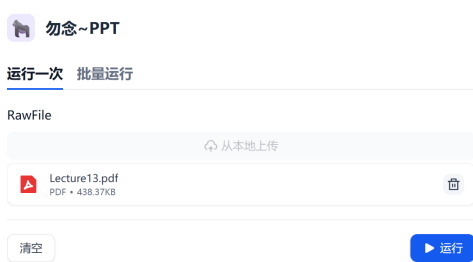 勿念~PPT
运行一次 批量运行
RawFile
从本地上传
Lecture13.pdf
PDF • 438.37KB
清空 运行